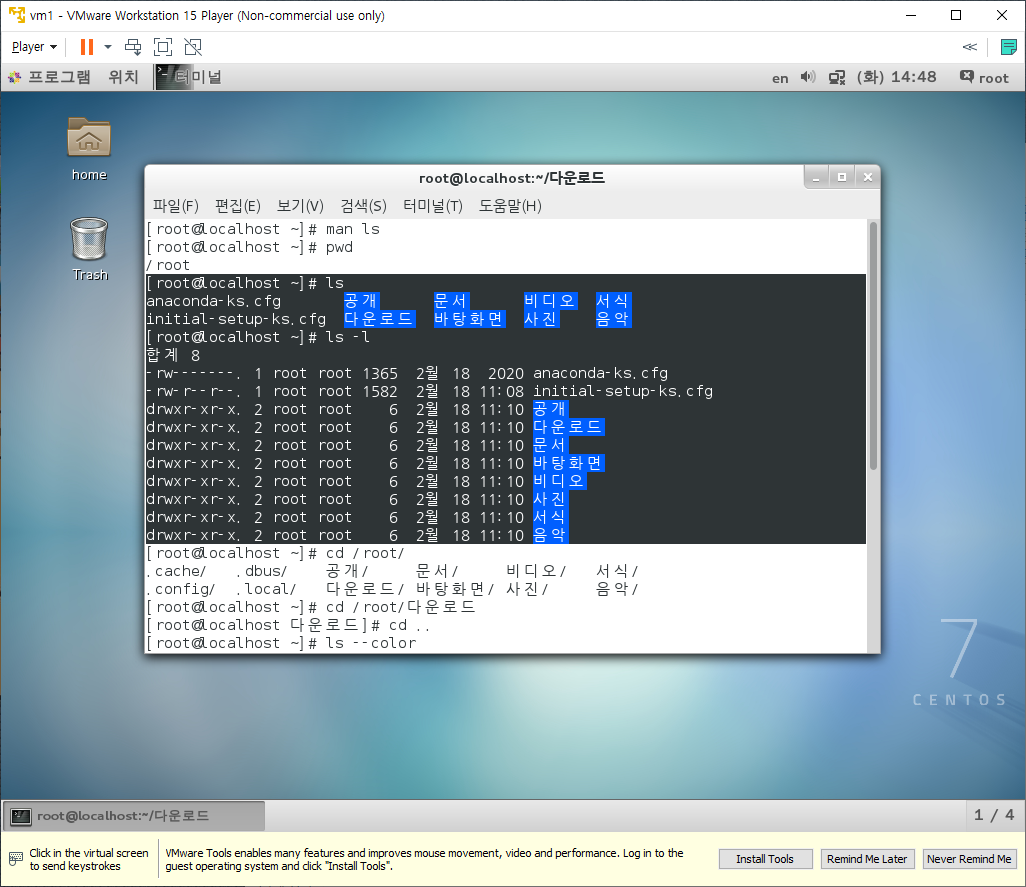 vm1 - VMware Workstation 15 Player (Non-commercial use only)
Player
프로그램 위치 터미널 en (화) 14:48 root
home
Trash
root@localhost:~/다운로드
파일(F) 편집(E) 보기(V) 검색(S) 터미널(T) 도움말(H)
[root@localhost ~]# man ls
[root@localhost ~]# pwd
/root
[root@localhost ~]# ls
anaconda-ks.cfg 공개 문서 비디오 서식
initial-setup-ks.cfg 다운로드 바탕화면 사진 음악
[root@localhost ~]# ls -l
합계 8
-rw-------. 1 root root 1365 2월 18 2020 anaconda-ks.cfg
-rw-r--r--. 1 root root 1582 2월 18 11:08 initial-setup-ks.cfg
drwxr-xr-x. 2 root root 6 2월 18 11:10 공개
drwxr-xr-x. 2 root root 6 2월 18 11:10 다운로드
drwxr-xr-x. 2 root root 6 2월 18 11:10 문서
drwxr-xr-x. 2 root root 6 2월 18 11:10 바탕화면
drwxr-xr-x. 2 root root 6 2월 18 11:10 비디오
drwxr-xr-x. 2 root root 6 2월 18 11:10 사진
drwxr-xr-x. 2 root root 6 2월 18 11:10 서식
drwxr-xr-x. 2 root root 6 2월 18 11:10 음악
[root@localhost ~]# cd /root/
.cache/ .dbus/ 공개/ 문서/ 비디오/ 서식/
.config/ .local/ 다운로드/ 바탕화면/ 사진/ 음악/
[root@localhost ~]# cd /root/다운로드
[root@localhost 다운로드]# cd ..
[root@localhost ~]# ls --color
7
CENTOS
root@localhost:~/다운로드 1 / 4
Click in the virtual screen
to send keystrokes
VMware Tools enables many features and improves mouse movement, video and performance. Log in to the
guest operating system and click "Install Tools".
Install Tools Remind Me Later Never Remind Me